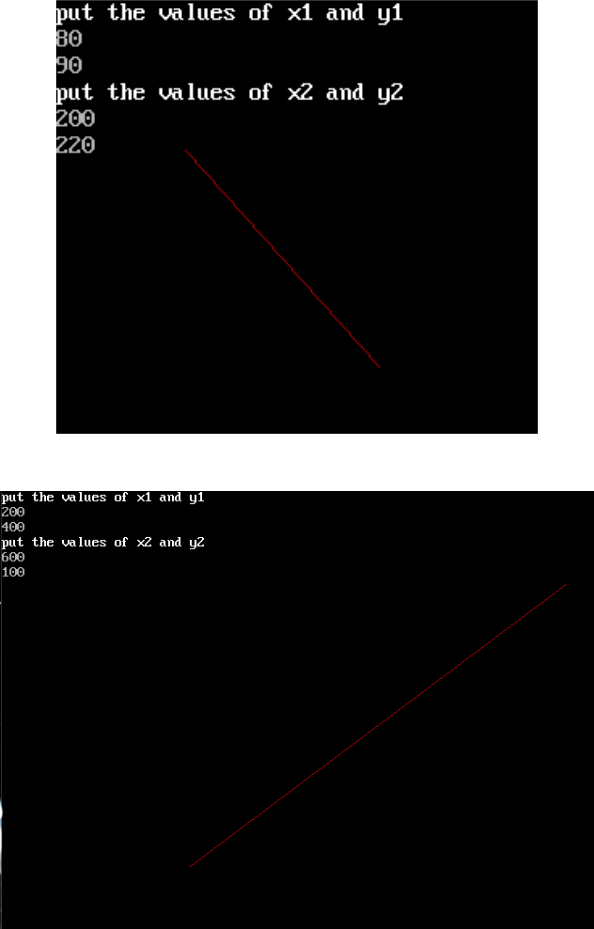 put the values of x1 and y1
80
90
put the values of x2 and y2
200
220
put the values of x1 and y1
200
400
put the values of x2 and y2
600
100